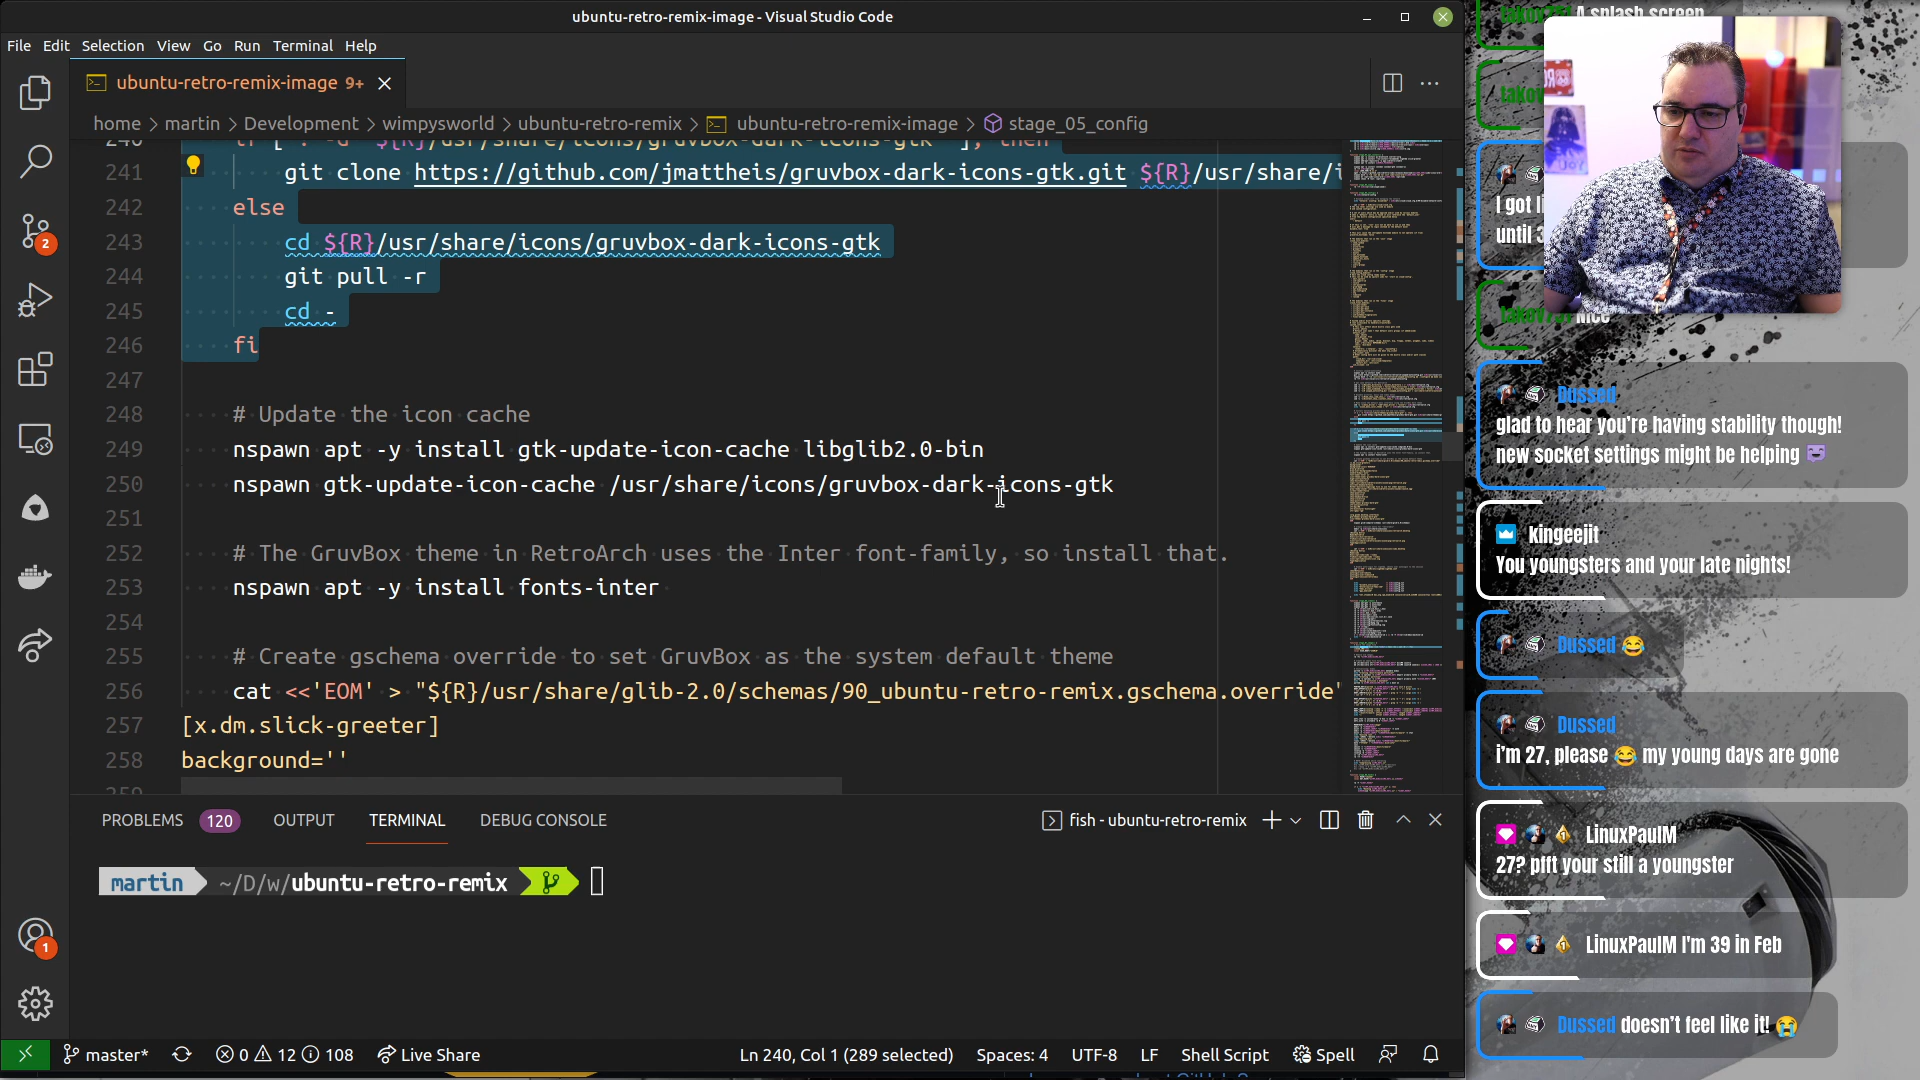 ubuntu-retro-remix-image - Visual Studio Code
File Edit Selection View Go Run Terminal Help
ubuntu-retro-remix-image 9+
home > martin > Development > wimpysworld > ubuntu-retro-remix > ubuntu-retro-remix-image > stage_05_config
241 git clone https://github.com/jmattheis/gruvbox-dark-icons-gtk.git ${R}/usr/share/i
242 else
243 cd ${R}/usr/share/icons/gruvbox-dark-icons-gtk
244 git pull -r
245 cd -
246 fi
247
248 # Update the icon cache
249 nspawn apt -y install gtk-update-icon-cache libglib2.0-bin
250 nspawn gtk-update-icon-cache /usr/share/icons/gruvbox-dark-icons-gtk
251
252 # The GruvBox theme in RetroArch uses the Inter font-family, so install that.
253 nspawn apt -y install fonts-inter
254
255 # Create gschema override to set GruvBox as the system default theme
256 cat <<'EOM' > "${R}/usr/share/glib-2.0/schemas/90_ubuntu-retro-remix.gschema.override"
257 [x.dm.slick-greeter]
258 background=''
PROBLEMS 120 OUTPUT TERMINAL DEBUG CONSOLE
fish - ubuntu-retro-remix
martin ~/D/w/ubuntu-retro-remix
2
1
master* 0 12 108 Live Share
Ln 240, Col 1 (289 selected) Spaces: 4 UTF-8 LF Shell Script Spell
A splash screen
I got li
until 3
Nice
Dussed
glad to hear you're having stability though!
new socket settings might be helping
kingeejit
You youngsters and your late nights!
Dussed 😂
Dussed
i'm 27, please 😂 my young days are gone
LinuxPaulM
27? pfft your still a youngster
LinuxPaulM I'm 39 in Feb
Dussed doesn't feel like it! 😭